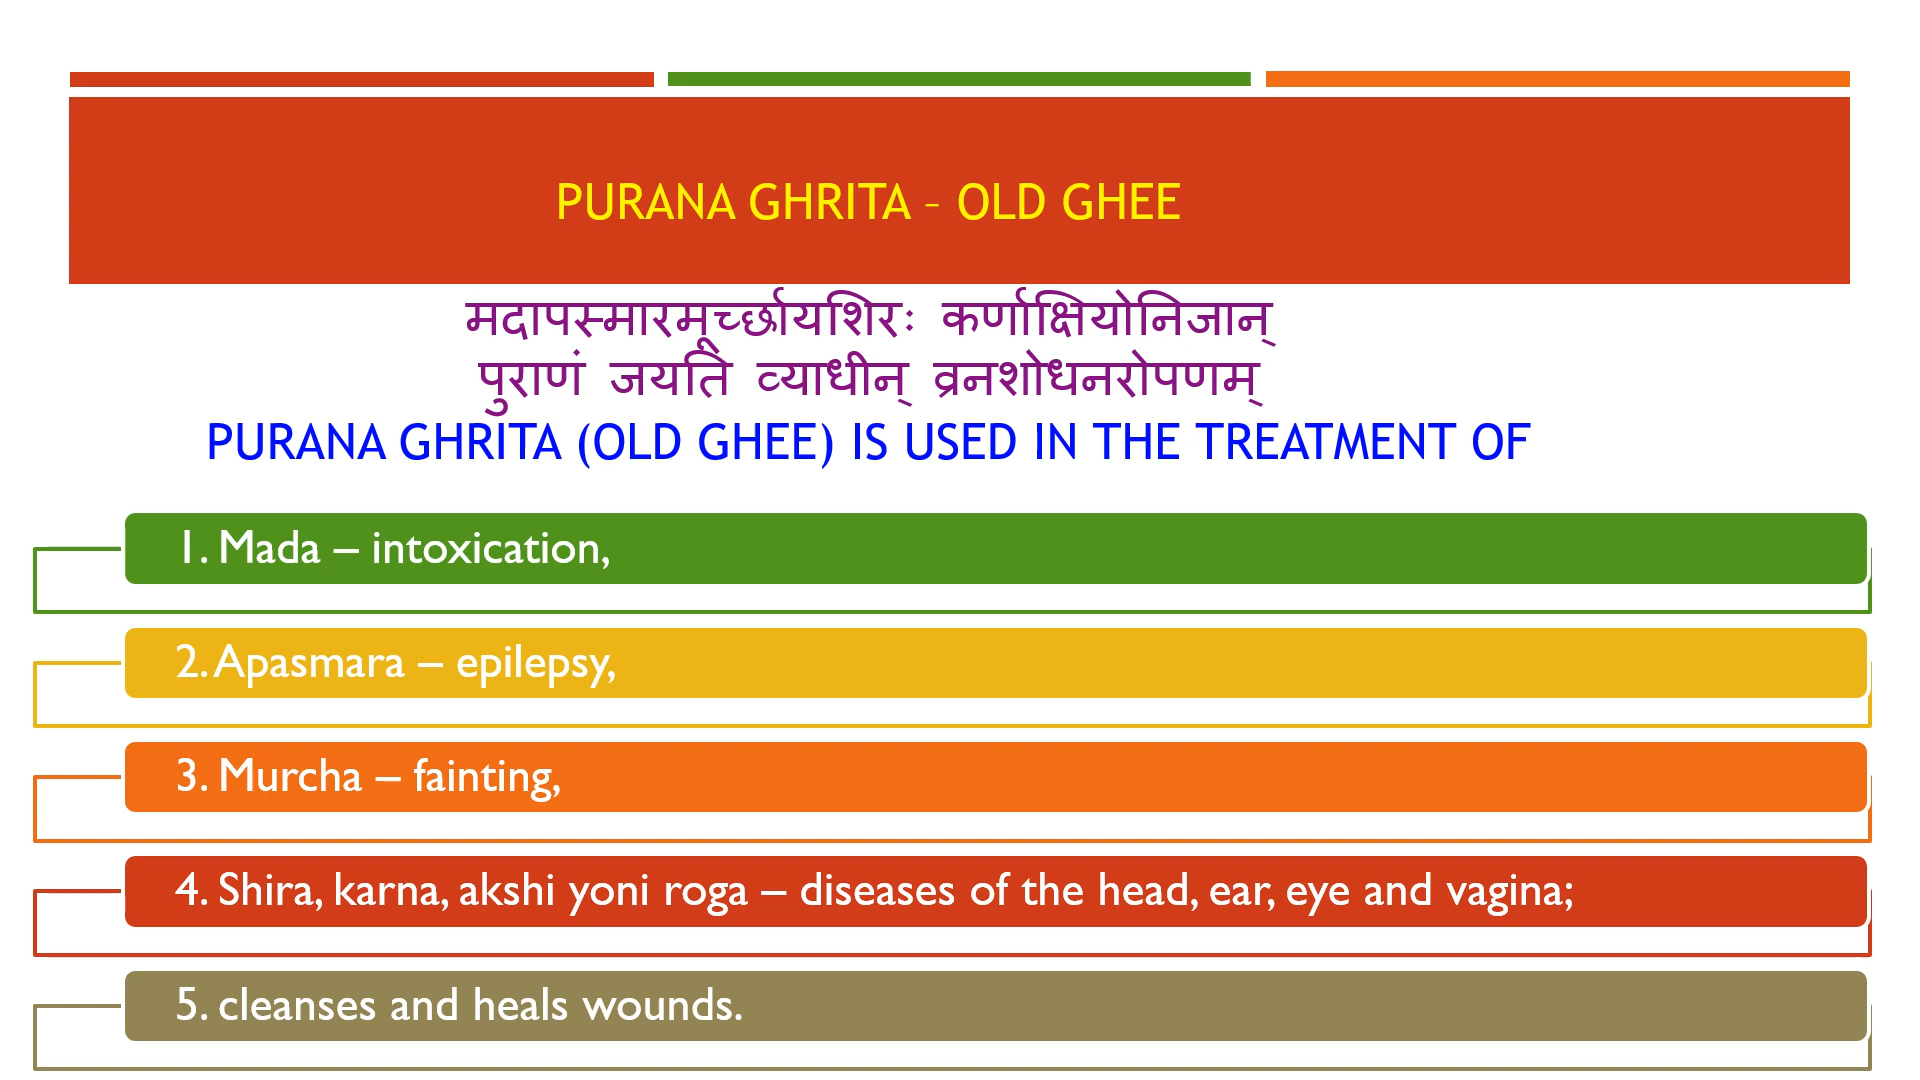 PURANA GHRITA – OLD GHEE
मदापस्मारमूर्च्छायशिरः कर्णाक्षियोनिजान्
पुराणं जयति व्याधीन् व्रनशोधनरोपणम्
PURANA GHRITA (OLD GHEE) IS USED IN THE TREATMENT OF
1. Mada – intoxication,
2. Apasmara – epilepsy,
3. Murcha – fainting,
4. Shira, karna, akshi yoni roga – diseases of the head, ear, eye and vagina;
5. cleanses and heals wounds.